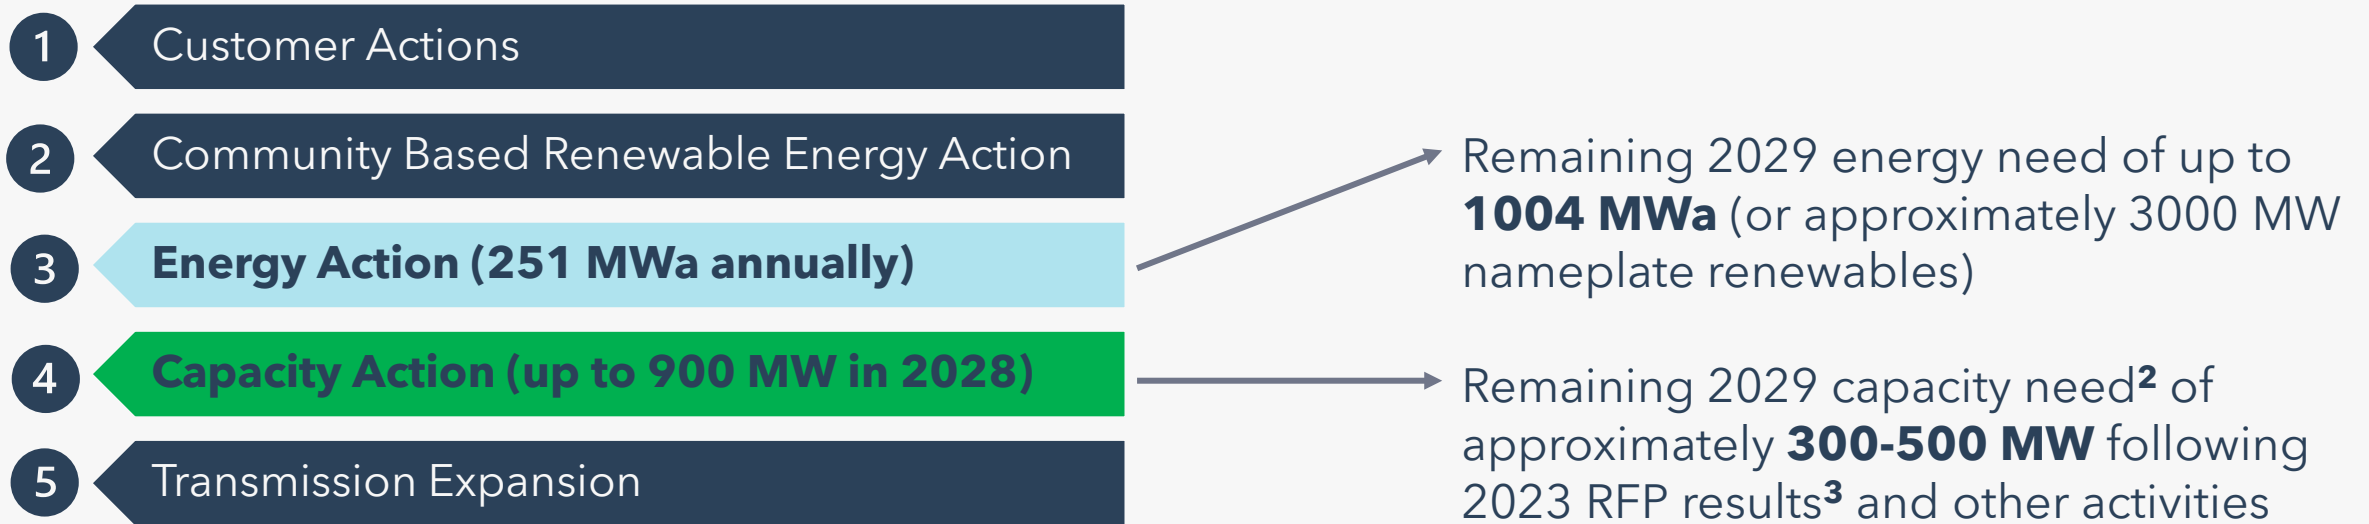 1 Customer Actions
2 Community Based Renewable Energy Action
3 Energy Action (251 MWa annually)
4 Capacity Action (up to 900 MW in 2028)
5 Transmission Expansion
Remaining 2029 energy need of up to
1004 MWa (or approximately 3000 MW
nameplate renewables)
Remaining 2029 capacity need² of
approximately 300-500 MW following
2023 RFP results³ and other activities